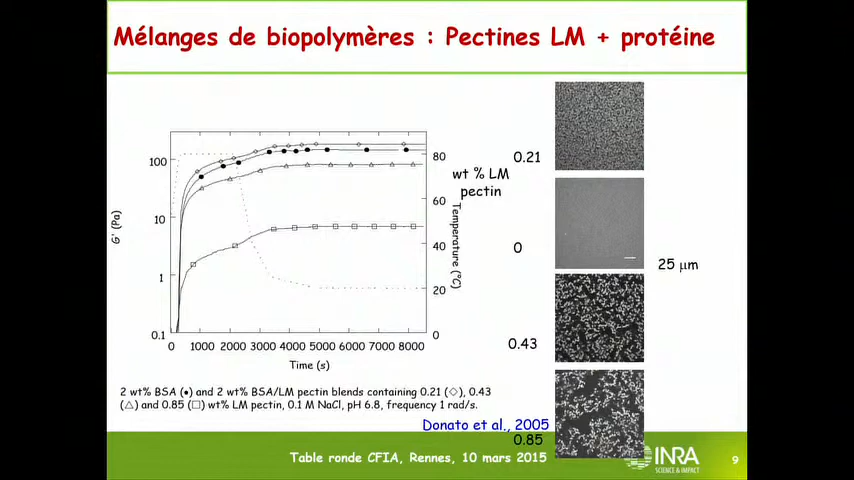 Mélanges de biopolymères : Pectines LM + protéine
100
10
1
0.1
G' (Pa)
0 1000 2000 3000 4000 5000 6000 7000 8000
Time (s)
80
60
40
20
0
Temperature (°C)
wt % LM
pectin
0.21
0
0.43
0.85
25 μm
2 wt% BSA (●) and 2 wt% BSA/LM pectin blends containing 0.21 (◇), 0.43
(△) and 0.85 (□) wt% LM pectin, 0.1 M NaCl, pH 6.8, frequency 1 rad/s.
Donato et al., 2005
Table ronde CFIA, Rennes, 10 mars 2015
INRA
SCIENCE & IMPACT
9